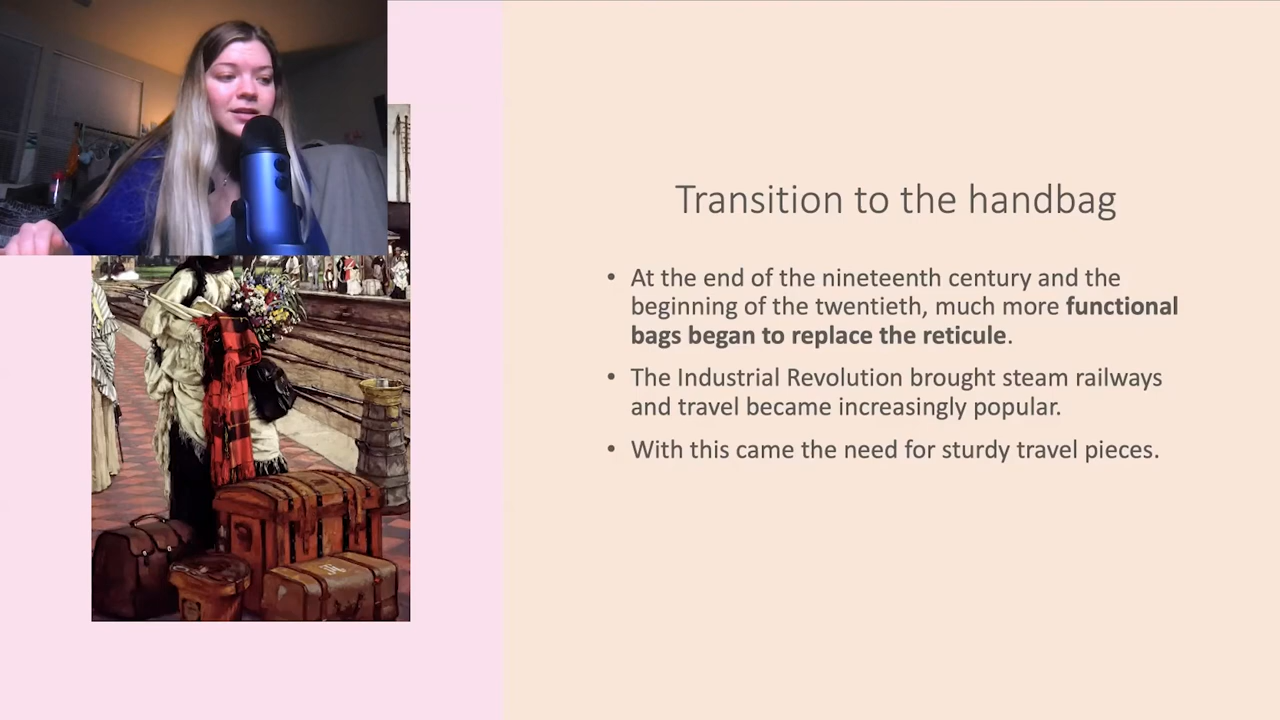 Transition to the handbag
• At the end of the nineteenth century and the
beginning of the twentieth, much more functional
bags began to replace the reticule.
• The Industrial Revolution brought steam railways
and travel became increasingly popular.
• With this came the need for sturdy travel pieces.